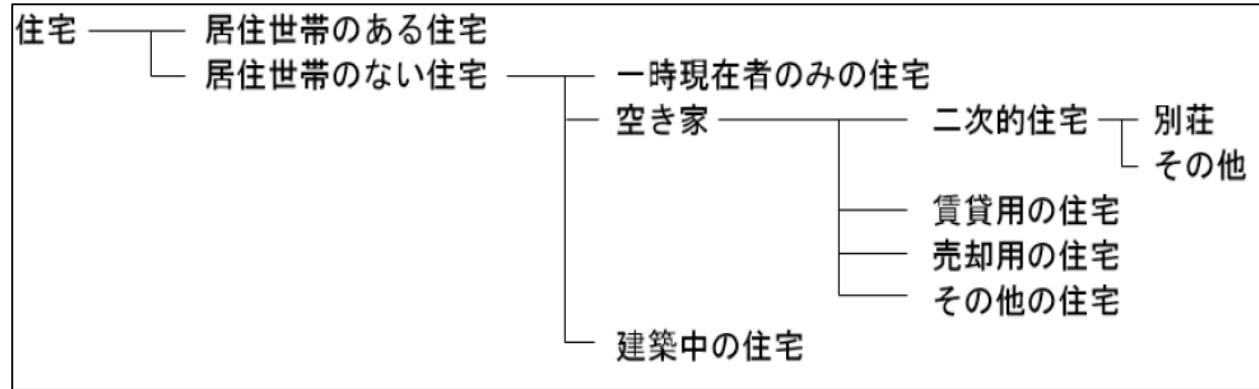 住宅 居住世帯のある住宅
居住世帯のない住宅 一時現在者のみの住宅
空き家 二次的住宅 別荘
その他
賃貸用の住宅
売却用の住宅
その他の住宅
建築中の住宅